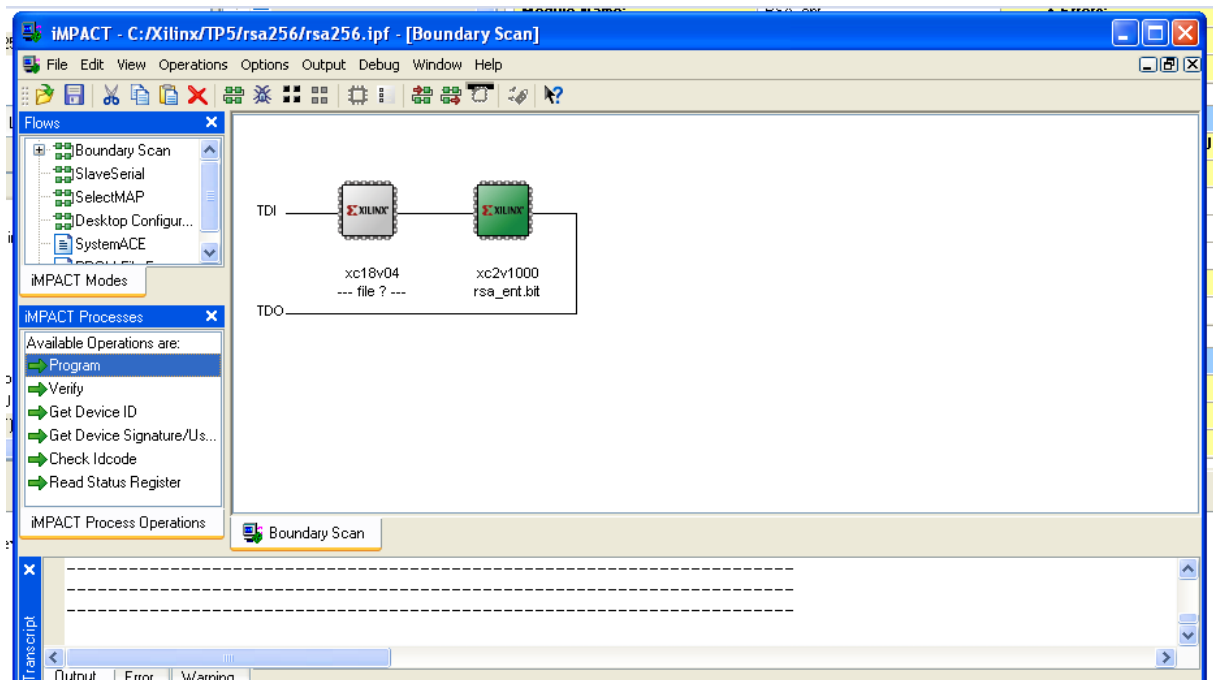 iMPACT - C:/Xilinx/TP5/rsa256/rsa256.ipf - [Boundary Scan]
File Edit View Operations Options Output Debug Window Help
Flows
Boundary Scan
SlaveSerial
SelectMAP
Desktop Configur...
SystemACE
iMPACT Modes
iMPACT Processes
Available Operations are:
Program
Verify
Get Device ID
Get Device Signature/Us...
Check Idcode
Read Status Register
iMPACT Process Operations
TDI
XILINX
XILINX
xc18v04
xc2v1000
--- file ? ---
rsa_ent.bit
TDO
Boundary Scan
Transcript
Output Error Warning